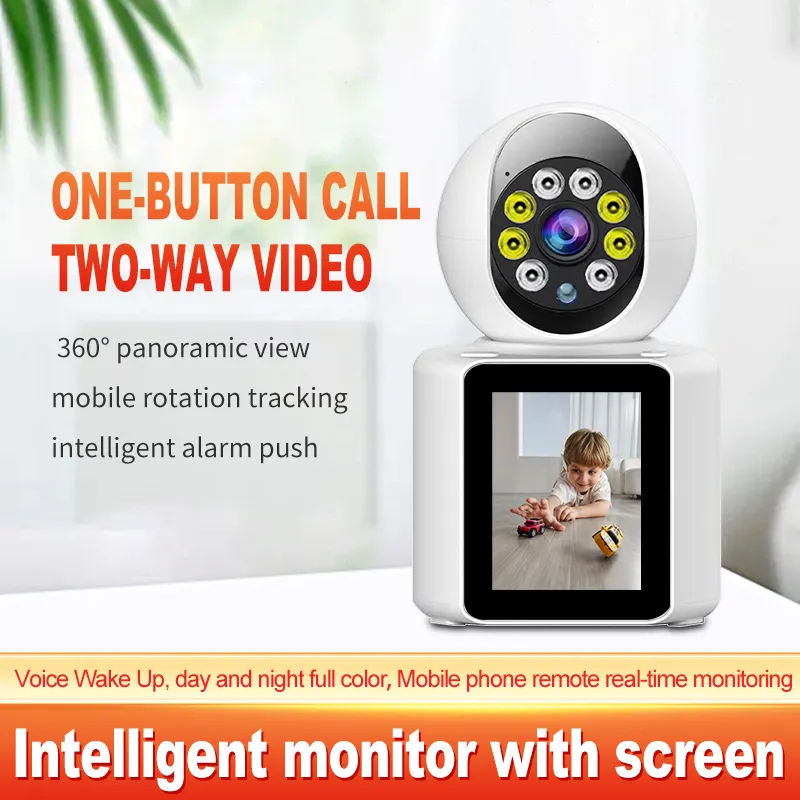 ONE-BUTTON CALL
TWO-WAY VIDEO
360° panoramic view
mobile rotation tracking
intelligent alarm push
Voice Wake Up, day and night full color, Mobile phone remote real-time monitoring
Intelligent monitor with screen